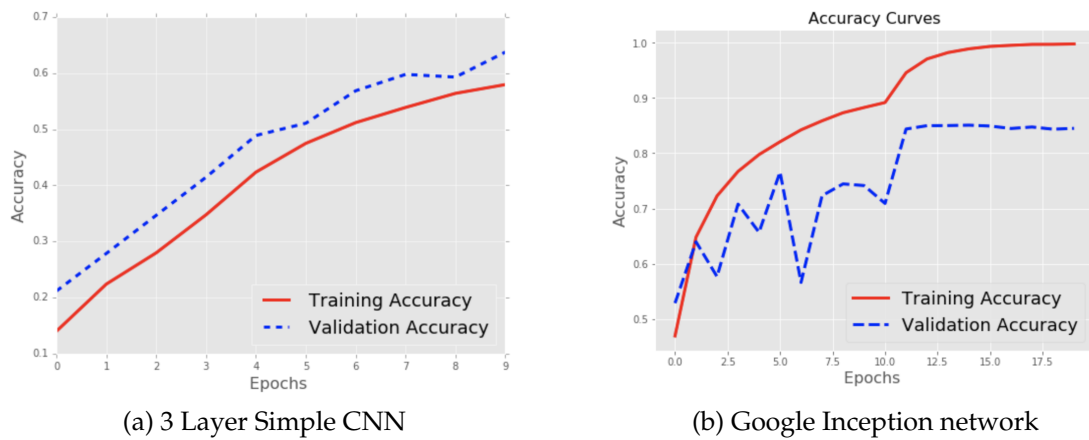 0.7
0.6
0.5
0.4
0.3
0.2
0.1
Accuracy
0 1 2 3 4 5 6 7 8 9
Epochs
Training Accuracy
Validation Accuracy
(a) 3 Layer Simple CNN
Accuracy Curves
1.0
0.9
0.8
0.7
0.6
0.5
Accuracy
0.0 2.5 5.0 7.5 10.0 12.5 15.0 17.5
Epochs
Training Accuracy
Validation Accuracy
(b) Google Inception network